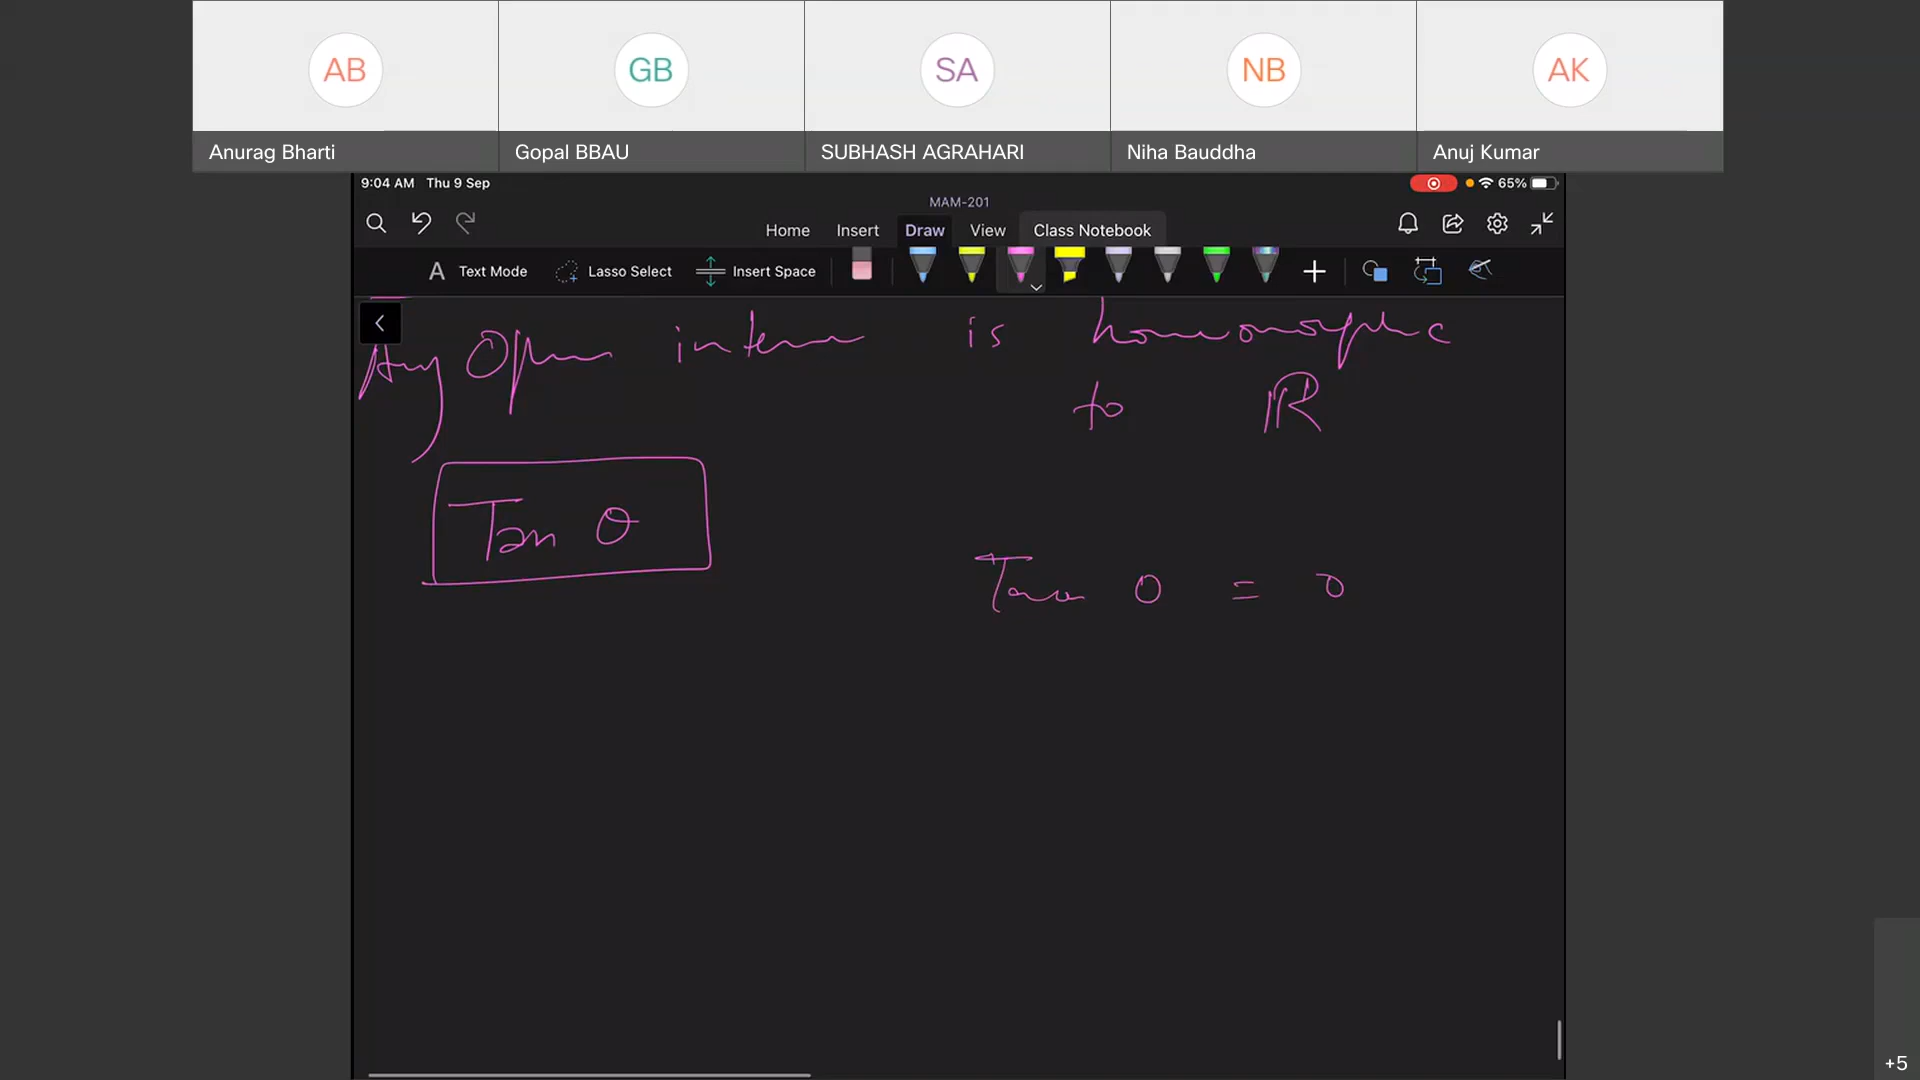 AB GB SA NB AK
Anurag Bharti Gopal BBAU SUBHASH AGRAHARI Niha Bauddha Anuj Kumar
9:04 AM Thu 9 Sep 65%
MAM-201
Home Insert Draw View Class Notebook
A Text Mode Lasso Select Insert Space
Any Open is
to ℝ
Tan θ
Tan 0 = 0
+5